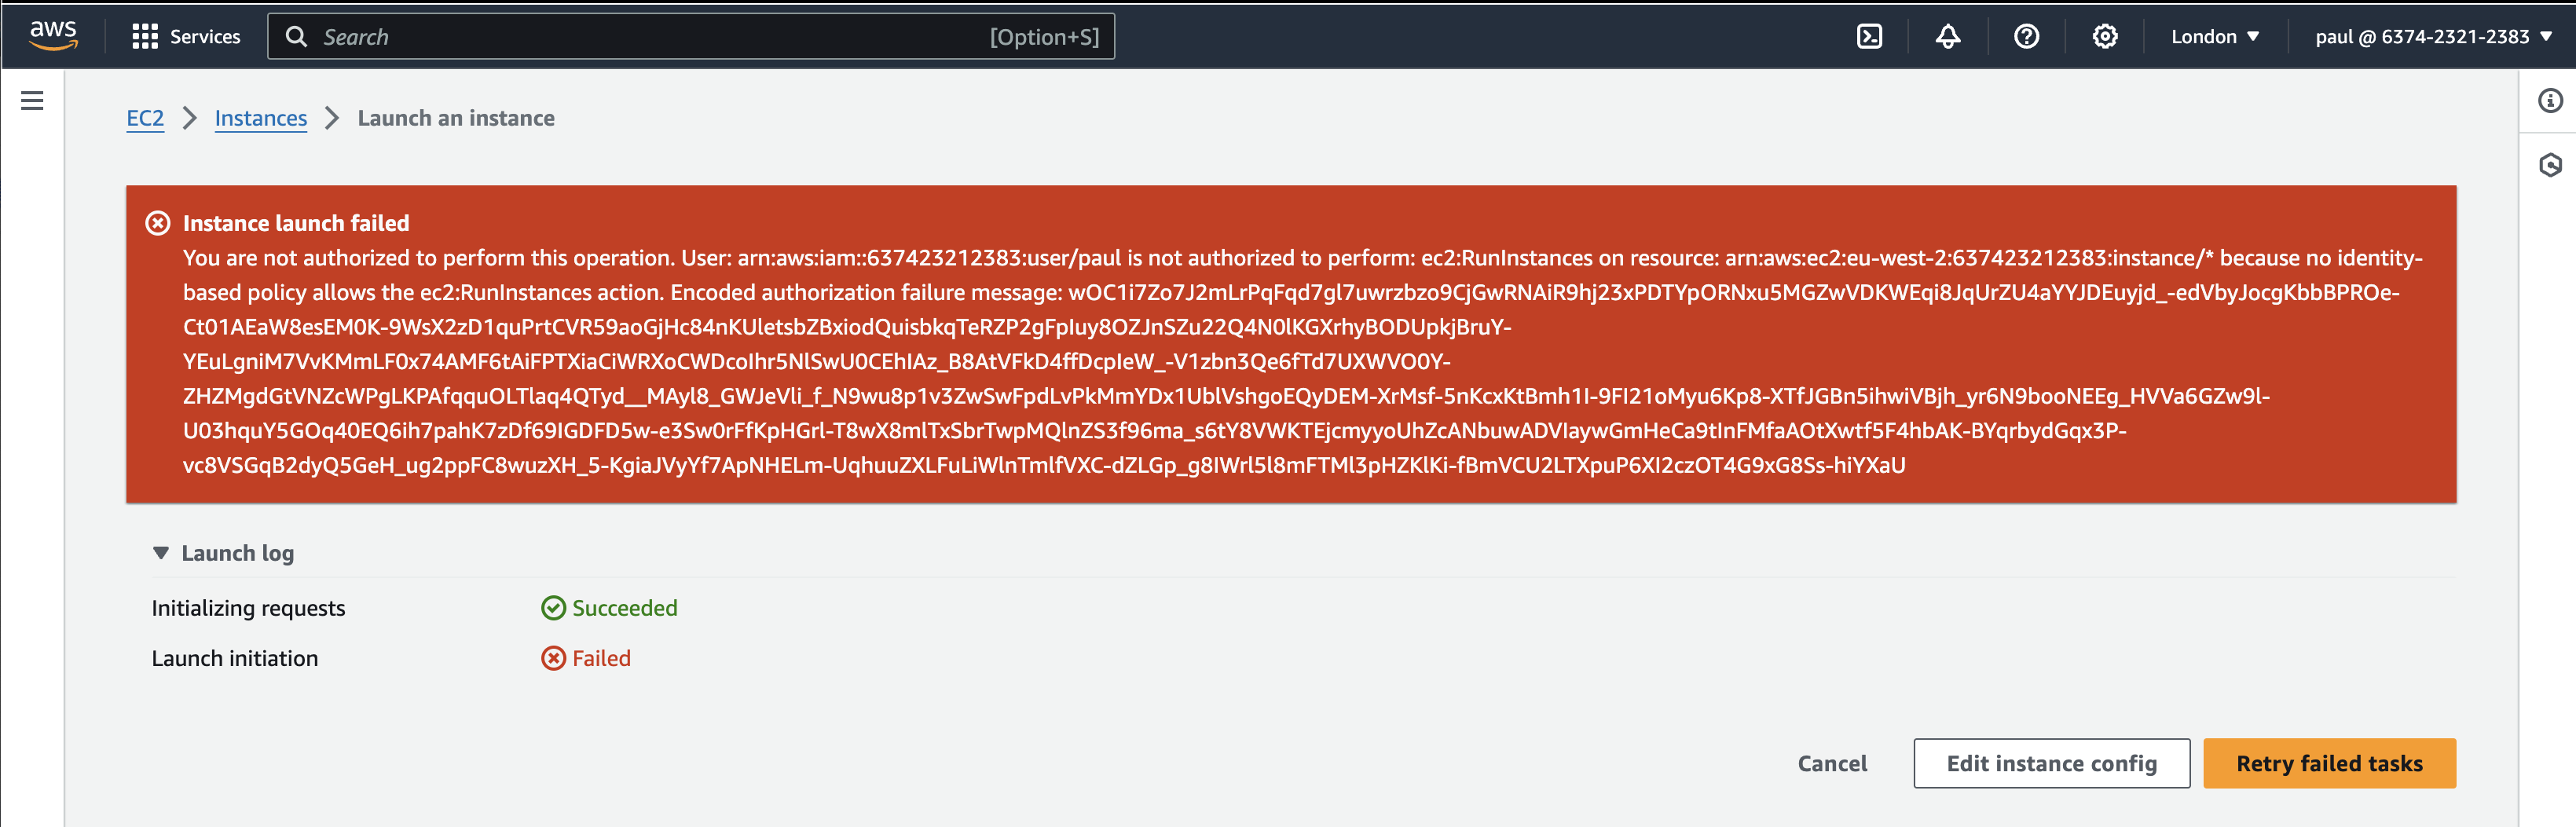 aws
Services
Search
[Option+S]
London
paul @ 6374-2321-2383
EC2
Instances
Launch an instance
Instance launch failed
You are not authorized to perform this operation. User: arn:aws:iam::637423212383:user/paul is not authorized to perform: ec2:RunInstances on resource: arn:aws:ec2:eu-west-2:637423212383:instance/* because no identity-
based policy allows the ec2:RunInstances action. Encoded authorization failure message: wOC1i7Zo7J2mLrPqFqd7gl7uwrzbzo9CjGwRNAiR9hj23xPDTYpORNxu5MGZwVDKWEqi8JqUrZU4aYYJDEuyjd_-edVbyJocgKbbBPROe-
Ct01AEaW8esEM0K-9WsX2zD1quPrtCVR59aoGjHc84nKUletsbZBxiodQuisbkqTeRZP2gFpIuy8OZJnSZu22Q4N0lKGXrhyBODUpkjBruY-
YEuLgniM7VvKMmLF0x74AMF6tAiFPTXiaCiWRXoCWDcoIhr5NlSwU0CEhIAz_B8AtVFkD4ffDcpIeW_-V1zbn3Qe6fTd7UXWVO0Y-
ZHZMgdGtVNZcWPgLKPAfqquOLTlaq4QTyd__MAyl8_GWJeVli_f_N9wu8p1v3ZwSwFpdLvPkMmYDx1UblVshgoEQyDEM-XrMsf-5nKcxKtBmh1I-9FI21oMyu6Kp8-XTfJGBn5ihwiVBjh_yr6N9booNEEg_HVVa6GZw9l-
U03hquY5GOq40EQ6ih7pahK7zDf69IGDFD5w-e3Sw0rFfKpHGrl-T8wX8mlTxSbrTwpMQlnZS3f96ma_s6tY8VWKTEjcmyyoUhZcANbuwADVIaywGmHeCa9tInFMfaAOtXwtf5F4hbAK-BYqrbydGqx3P-
vc8VSGqB2dyQ5GeH_ug2ppFC8wuzXH_5-KgiaJVyYf7ApNHELm-UqhuuZXLFuLiWlnTmlfVXC-dZLGp_g8IWrl5l8mFTMl3pHZKlKi-fBmVCU2LTXpuP6XI2czOT4G9xG8Ss-hiYXaU
Launch log
Initializing requests
Succeeded
Launch initiation
Failed
Cancel
Edit instance config
Retry failed tasks